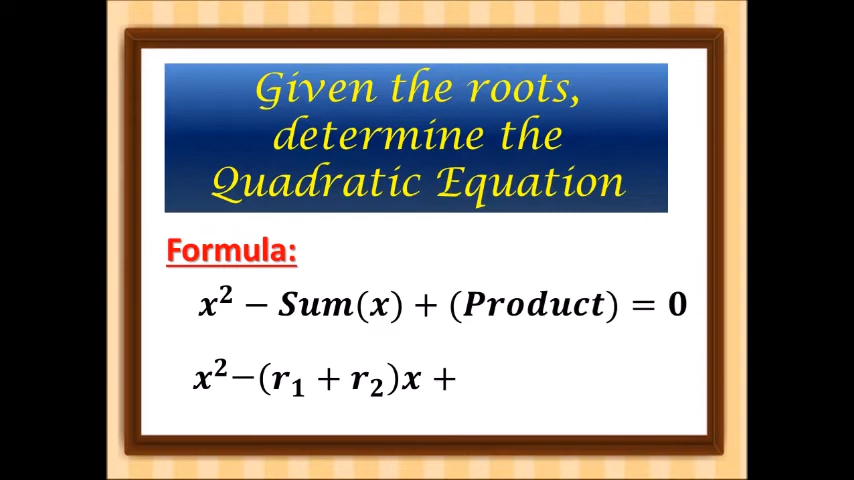 Given the roots,
determine the
Quadratic Equation
Formula:
x² − Sum(x) + (Product) = 0
x²−(r₁ + r₂)x +